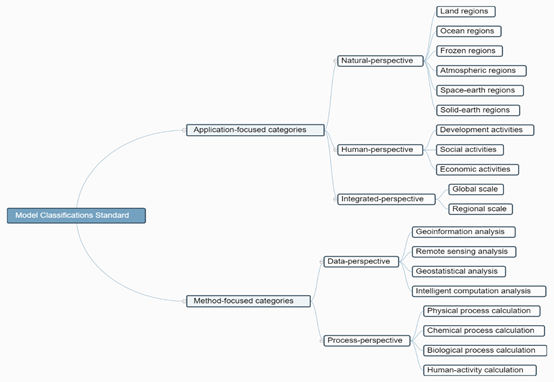 Model Classifications Standard
Application-focused categories
Natural-perspective
Land regions
Ocean regions
Frozen regions
Atmospheric regions
Space-earth regions
Solid-earth regions
Human-perspective
Development activities
Social activities
Economic activities
Integrated-perspective
Global scale
Regional scale
Method-focused categories
Data-perspective
Geoinformation analysis
Remote sensing analysis
Geostatistical analysis
Intelligent computation analysis
Process-perspective
Physical process calculation
Chemical process calculation
Biological process calculation
Human-activity calculation